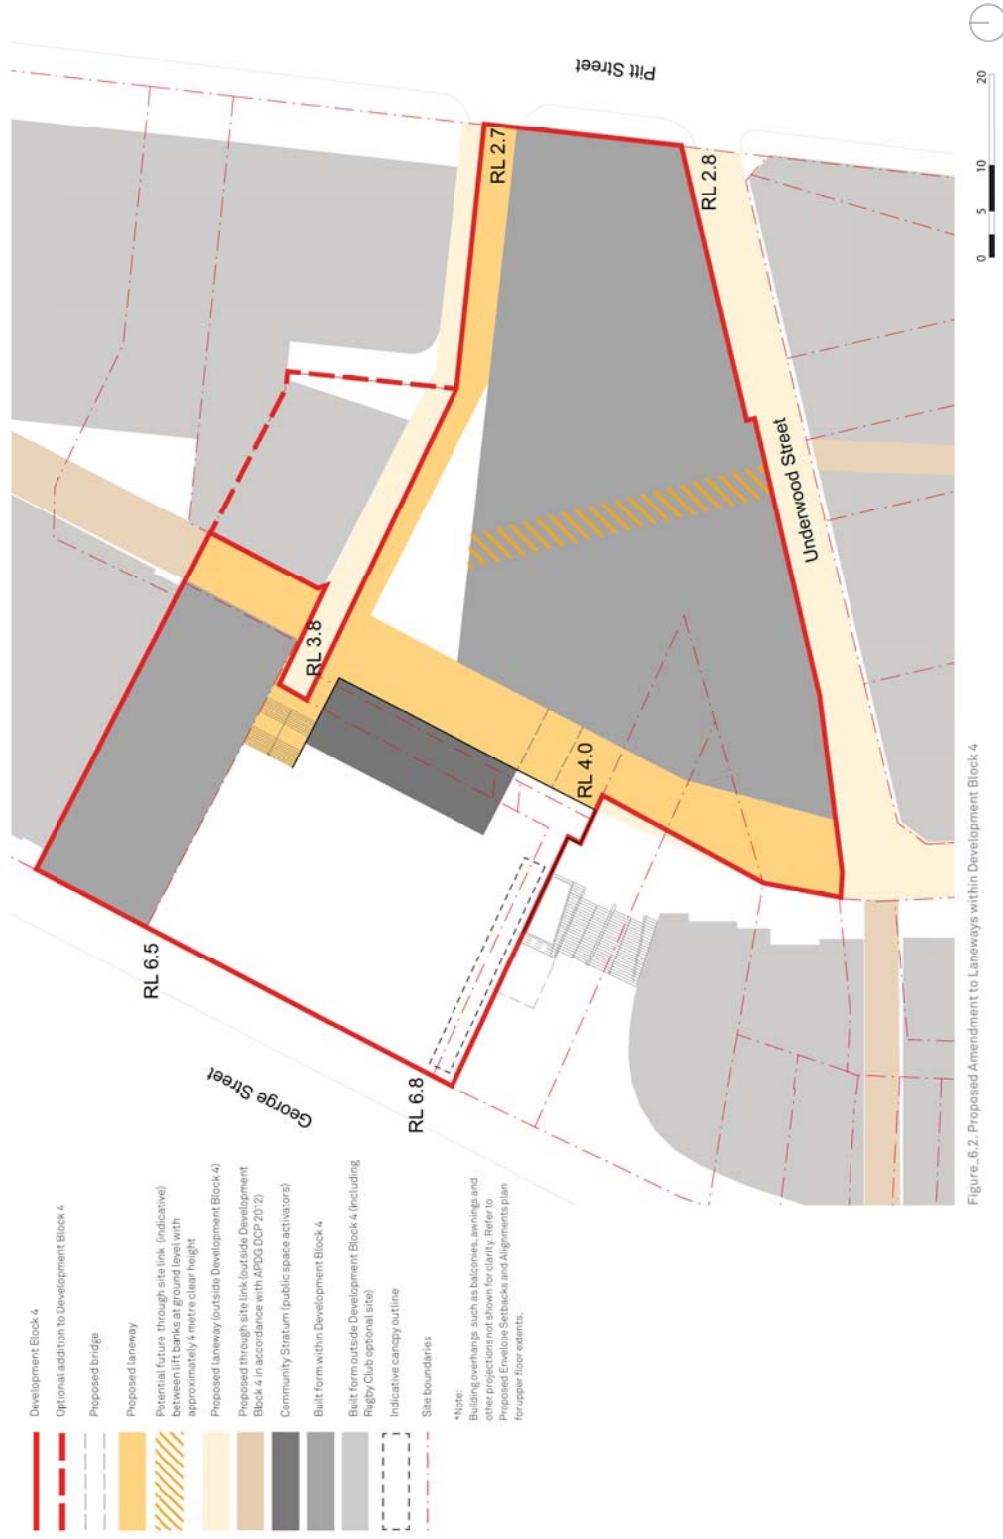 Development Block 4
Optional addition to Development Block 4
Proposed bridge
Proposed laneway
Potential future through site link (indicative)
between lift banks at ground level with
approximately 4 metre clear height
Proposed laneway (outside Development Block 4)
Proposed through site link (outside Development
Block 4 in accordance with APDG DCP 2012)
Community Stratum (public space activators)
Built form within Development Block 4
Built form outside Development Block 4 (including
Rugby Club optional site)
Indicative canopy outline
Site boundaries
*Note:
Building overhangs such as balconies, awnings and
other projections not shown for clarity. Refer to
Proposed Envelope Setbacks and Alignments plan
for upper floor extents.
George Street
RL 6.5
RL 6.8
RL 3.8
RL 4.0
RL 2.7
RL 2.8
Underwood Street
Pitt Street
0 5 10 20
Figure_6.2. Proposed Amendment to Laneways within Development Block 4